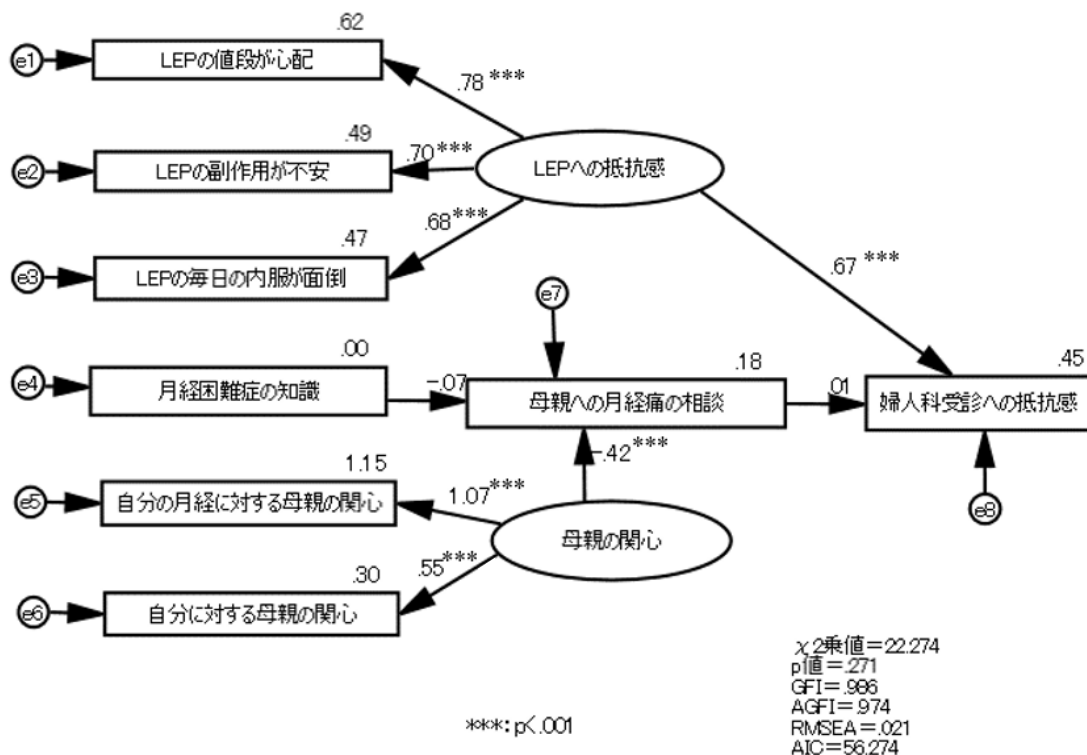 .62
e1
LEPの値段が心配
.78 ***
.49
e2
LEPの副作用が不安
.70***
LEPへの抵抗感
.68***
.47
e3
LEPの毎日の内服が面倒
.67 ***
e7
.00
.18
.45
e4
月経困難症の知識
-.07
母親への月経痛の相談
.01
婦人科受診への抵抗感
-.42***
1.15
e5
自分の月経に対する母親の関心
1.07***
e8
母親の関心
.30
.55***
e6
自分に対する母親の関心
χ2乗値=22.274
p値=.271
GFI=.986
AGFI=.974
***:p<.001
RMSEA=.021
AIC=56.274